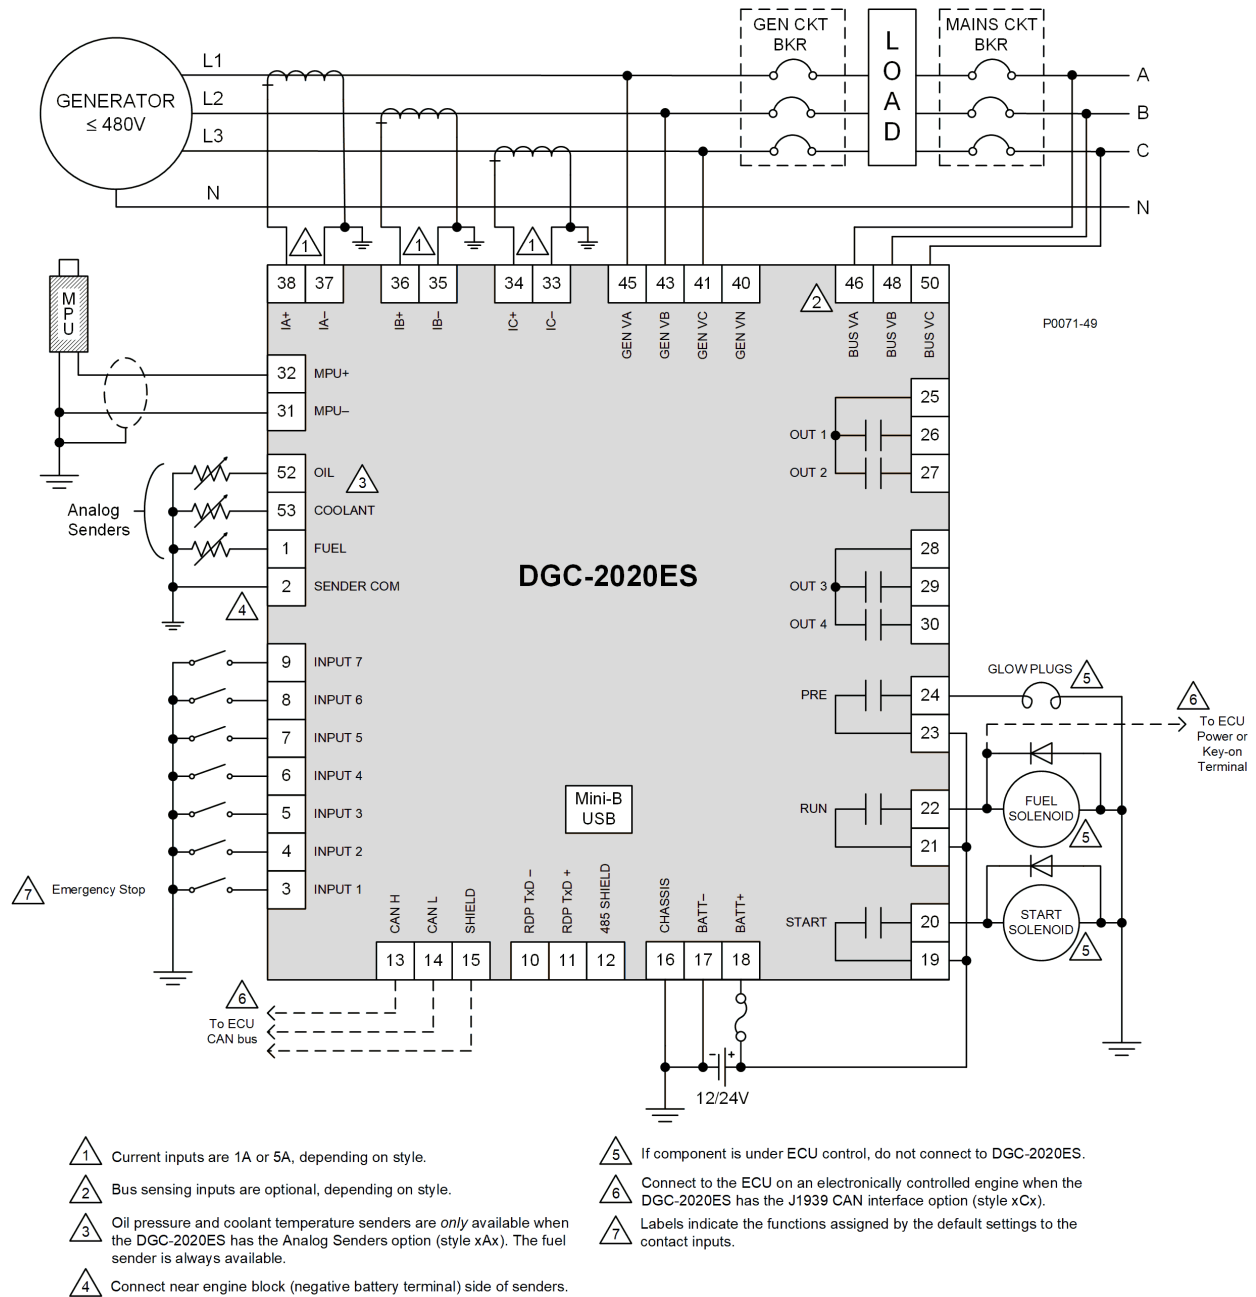 GEN CKT
BKR
LOAD
MAINS CKT
BKR
GENERATOR
≤ 480V
L1
L2
L3
N
A
B
C
N
1
1
1
2
38
37
36
35
34
33
45
43
41
40
46
48
50
IA+
IA–
IB+
IB–
IC+
IC–
GEN VA
GEN VB
GEN VC
GEN VN
BUS VA
BUS VB
BUS VC
P0071-49
MPU
32 MPU+
31 MPU–
52 OIL
3
53 COOLANT
1 FUEL
2 SENDER COM
4
Analog
Senders
25
OUT 1 26
OUT 2 27
28
OUT 3 29
OUT 4 30
DGC-2020ES
9 INPUT 7
8 INPUT 6
7 INPUT 5
6 INPUT 4
5 INPUT 3
4 INPUT 2
3 INPUT 1
7 Emergency Stop
PRE 24
23
RUN 22
21
START 20
19
GLOW PLUGS
5
6
To ECU
Power or
Key-on
Terminal
FUEL
SOLENOID
5
START
SOLENOID
5
Mini-B
USB
CAN H
CAN L
SHIELD
RDP TxD –
RDP TxD +
485 SHIELD
CHASSIS
BATT–
BATT+
13
14
15
10
11
12
16
17
18
6
To ECU
CAN bus
– +
12/24V
1 Current inputs are 1A or 5A, depending on style.
2 Bus sensing inputs are optional, depending on style.
3 Oil pressure and coolant temperature senders are only available when
the DGC-2020ES has the Analog Senders option (style xAx). The fuel
sender is always available.
4 Connect near engine block (negative battery terminal) side of senders.
5 If component is under ECU control, do not connect to DGC-2020ES.
6 Connect to the ECU on an electronically controlled engine when the
DGC-2020ES has the J1939 CAN interface option (style xCx).
7 Labels indicate the functions assigned by the default settings to the
contact inputs.